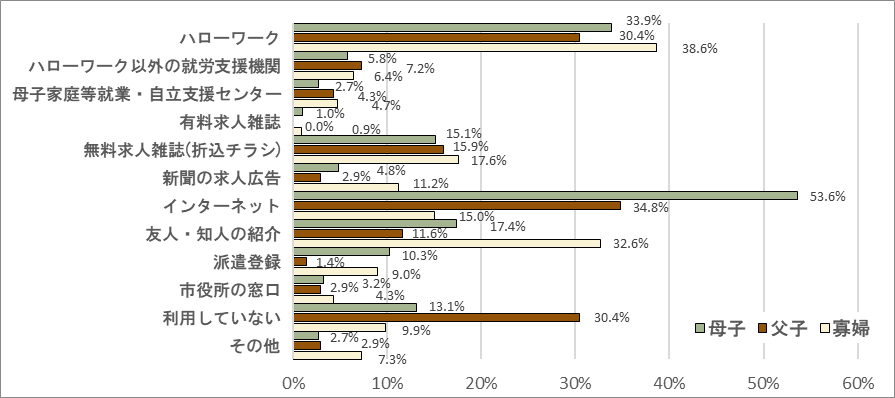 33.9%
ハローワーク 30.4%
38.6%
5.8%
ハローワーク以外の就労支援機関 7.2%
6.4%
2.7%
母子家庭等就業・自立支援センター 4.3%
4.7%
1.0%
有料求人雑誌 0.0%
0.9%
15.1%
無料求人雑誌(折込チラシ) 15.9%
17.6%
4.8%
新聞の求人広告 2.9%
11.2%
53.6%
インターネット 34.8%
15.0%
17.4%
友人・知人の紹介 11.6%
32.6%
10.3%
派遣登録 1.4%
9.0%
3.2%
市役所の窓口 2.9%
4.3%
13.1%
利用していない 30.4%
9.9%
2.7%
その他 2.9%
7.3%
母子 父子 寡婦
0% 10% 20% 30% 40% 50% 60%